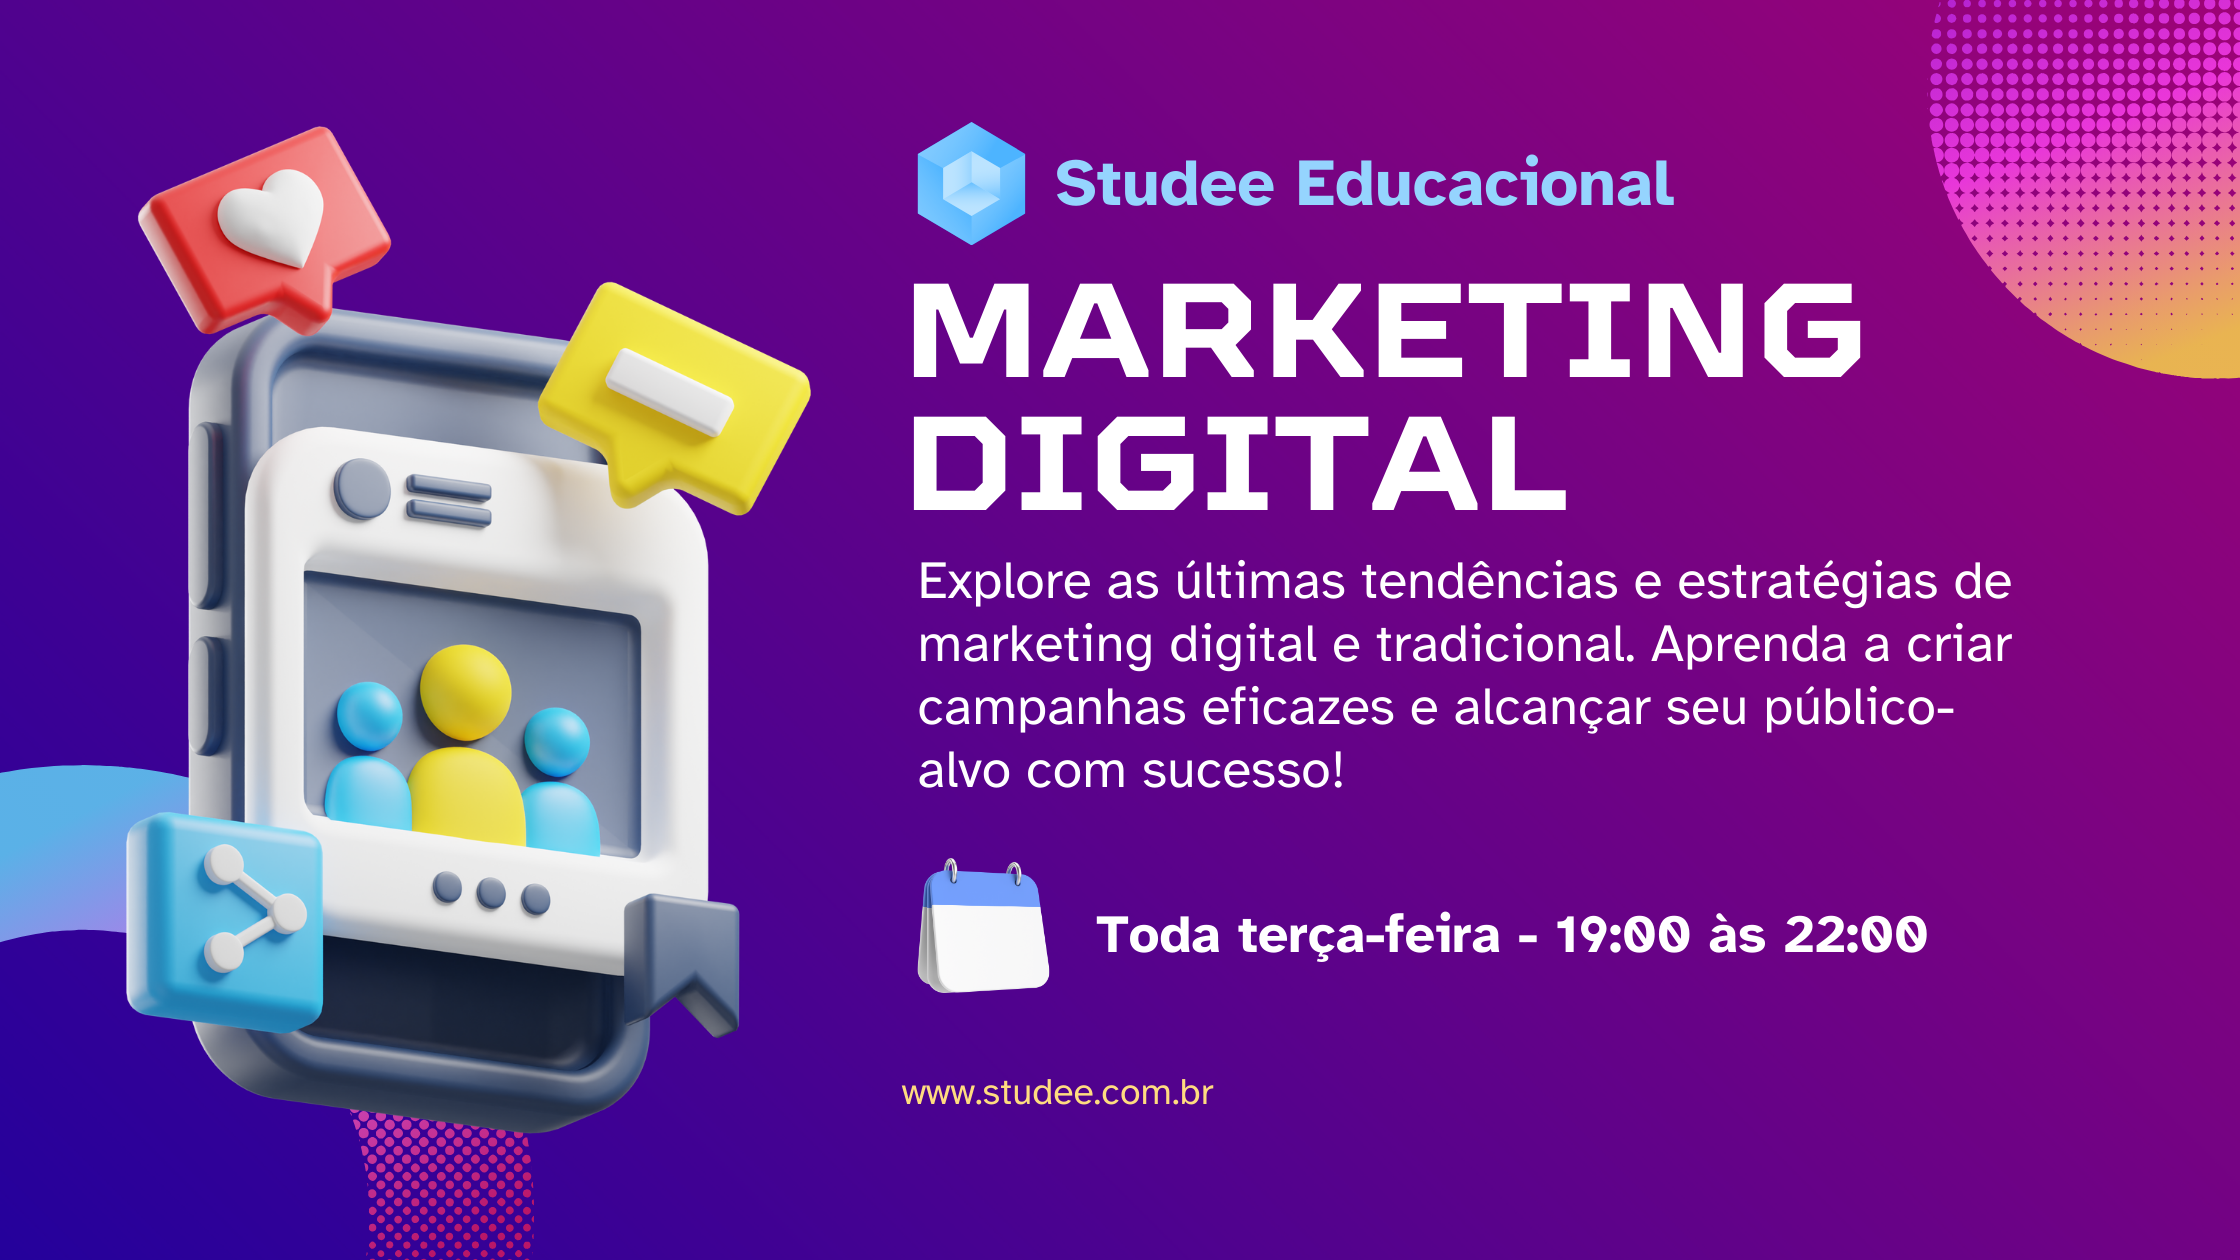 Studee Educacional
MARKETING
DIGITAL
Explore as últimas tendências e estratégias de
marketing digital e tradicional. Aprenda a criar
campanhas eficazes e alcançar seu público-
alvo com sucesso!
Toda terça-feira - 19:00 às 22:00
www.studee.com.br